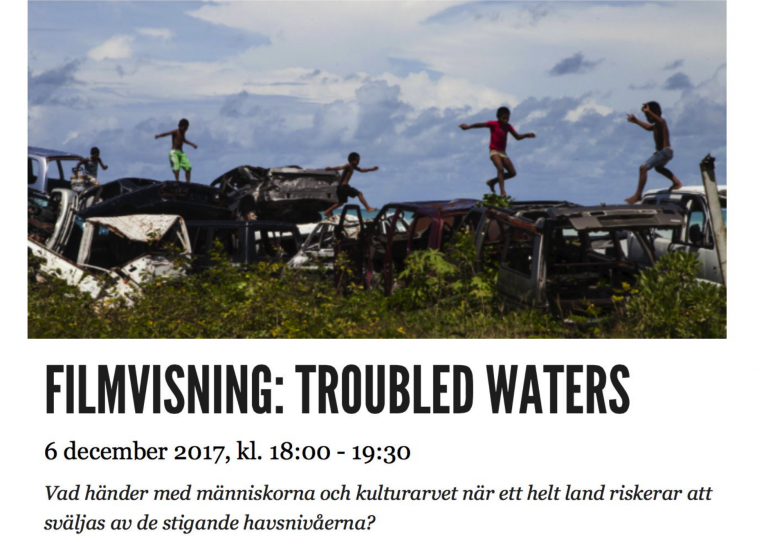 FILMVISNING: TROUBLED WATERS
6 december 2017, kl. 18:00 - 19:30
Vad händer med människorna och kulturarvet när ett helt land riskerar att
sväljas av de stigande havsnivåerna?